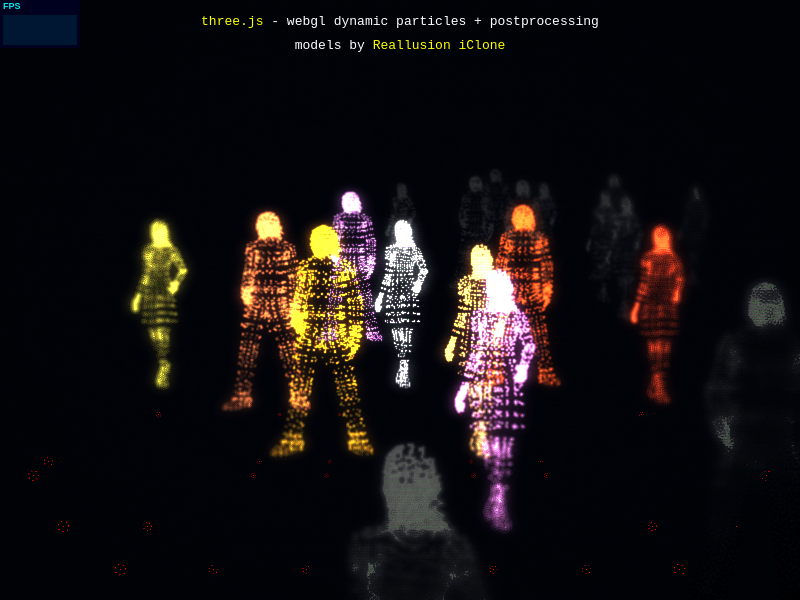 FPS
three.js - webgl dynamic particles + postprocessing
models by Reallusion iClone